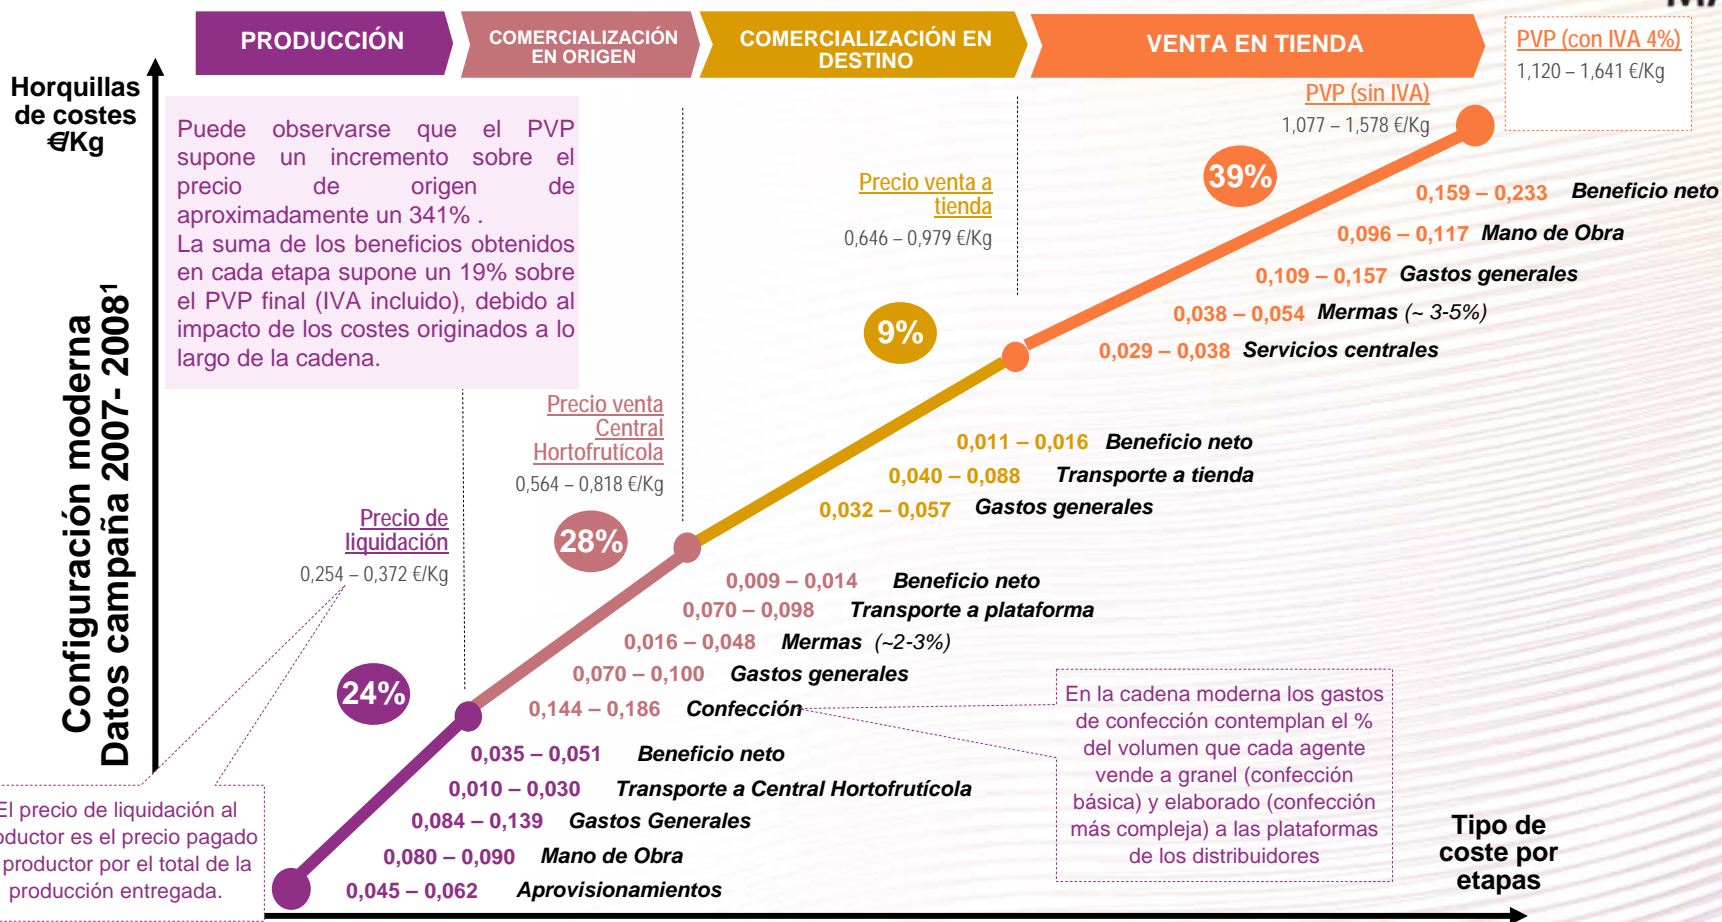 PRODUCCIÓN
COMERCIALIZACIÓN
EN ORIGEN
COMERCIALIZACIÓN EN
DESTINO
VENTA EN TIENDA
PVP (con IVA 4%)
1,120 – 1,641 €/Kg
Horquillas
de costes
€/Kg
Configuración moderna
Datos campaña 2007- 2008¹
Puede observarse que el PVP
supone un incremento sobre el
precio de origen de
aproximadamente un 341% .
La suma de los beneficios obtenidos
en cada etapa supone un 19% sobre
el PVP final (IVA incluido), debido al
impacto de los costes originados a lo
largo de la cadena.
PVP (sin IVA)
1,077 – 1,578 €/Kg
39%
0,159 – 0,233 Beneficio neto
0,096 – 0,117 Mano de Obra
0,109 – 0,157 Gastos generales
0,038 – 0,054 Mermas (~ 3-5%)
0,029 – 0,038 Servicios centrales
Precio venta a
tienda
0,646 – 0,979 €/Kg
9%
0,011 – 0,016 Beneficio neto
0,040 – 0,088 Transporte a tienda
0,032 – 0,057 Gastos generales
Precio venta
Central
Hortofrutícola
0,564 – 0,818 €/Kg
28%
0,009 – 0,014 Beneficio neto
0,070 – 0,098 Transporte a plataforma
0,016 – 0,048 Mermas (~2-3%)
0,070 – 0,100 Gastos generales
0,144 – 0,186 Confección
Precio de
liquidación
0,254 – 0,372 €/Kg
24%
0,035 – 0,051 Beneficio neto
0,010 – 0,030 Transporte a Central Hortofrutícola
0,084 – 0,139 Gastos Generales
0,080 – 0,090 Mano de Obra
0,045 – 0,062 Aprovisionamientos
El precio de liquidación al
oductor es el precio pagado
productor por el total de la
producción entregada.
En la cadena moderna los gastos
de confección contemplan el %
del volumen que cada agente
vende a granel (confección
básica) y elaborado (confección
más compleja) a las plataformas
de los distribuidores
Tipo de
coste por
etapas